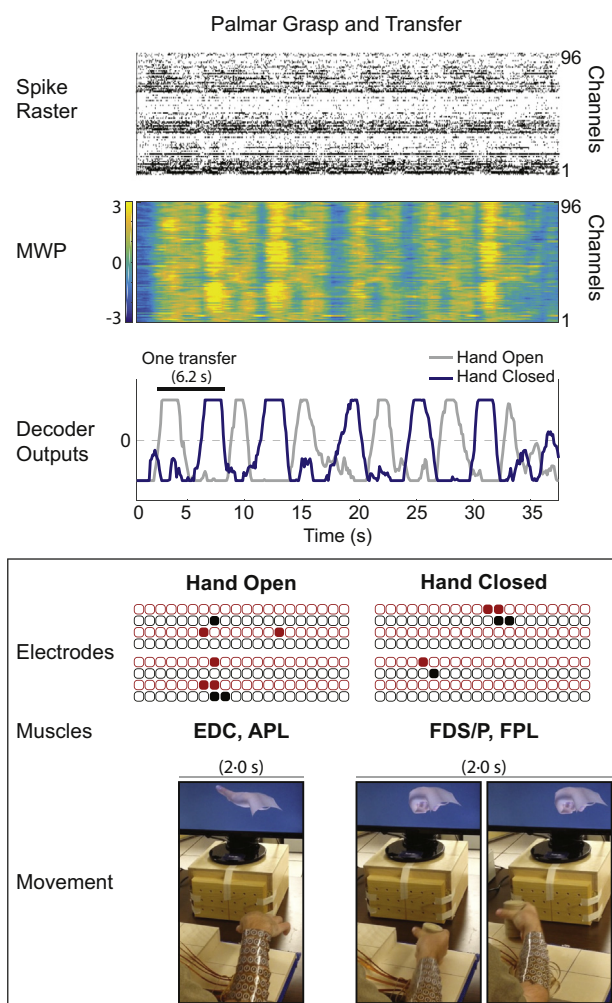 Palmar Grasp and Transfer
Spike
Raster
96
Channels
1
MWP
3
0
-3
96
Channels
1
One transfer
(6.2 s)
Hand Open
Hand Closed
Decoder
Outputs
0
0 5 10 15 20 25 30 35
Time (s)
Hand Open Hand Closed
Electrodes
Muscles EDC, APL FDS/P, FPL
(2·0 s) (2·0 s)
Movement